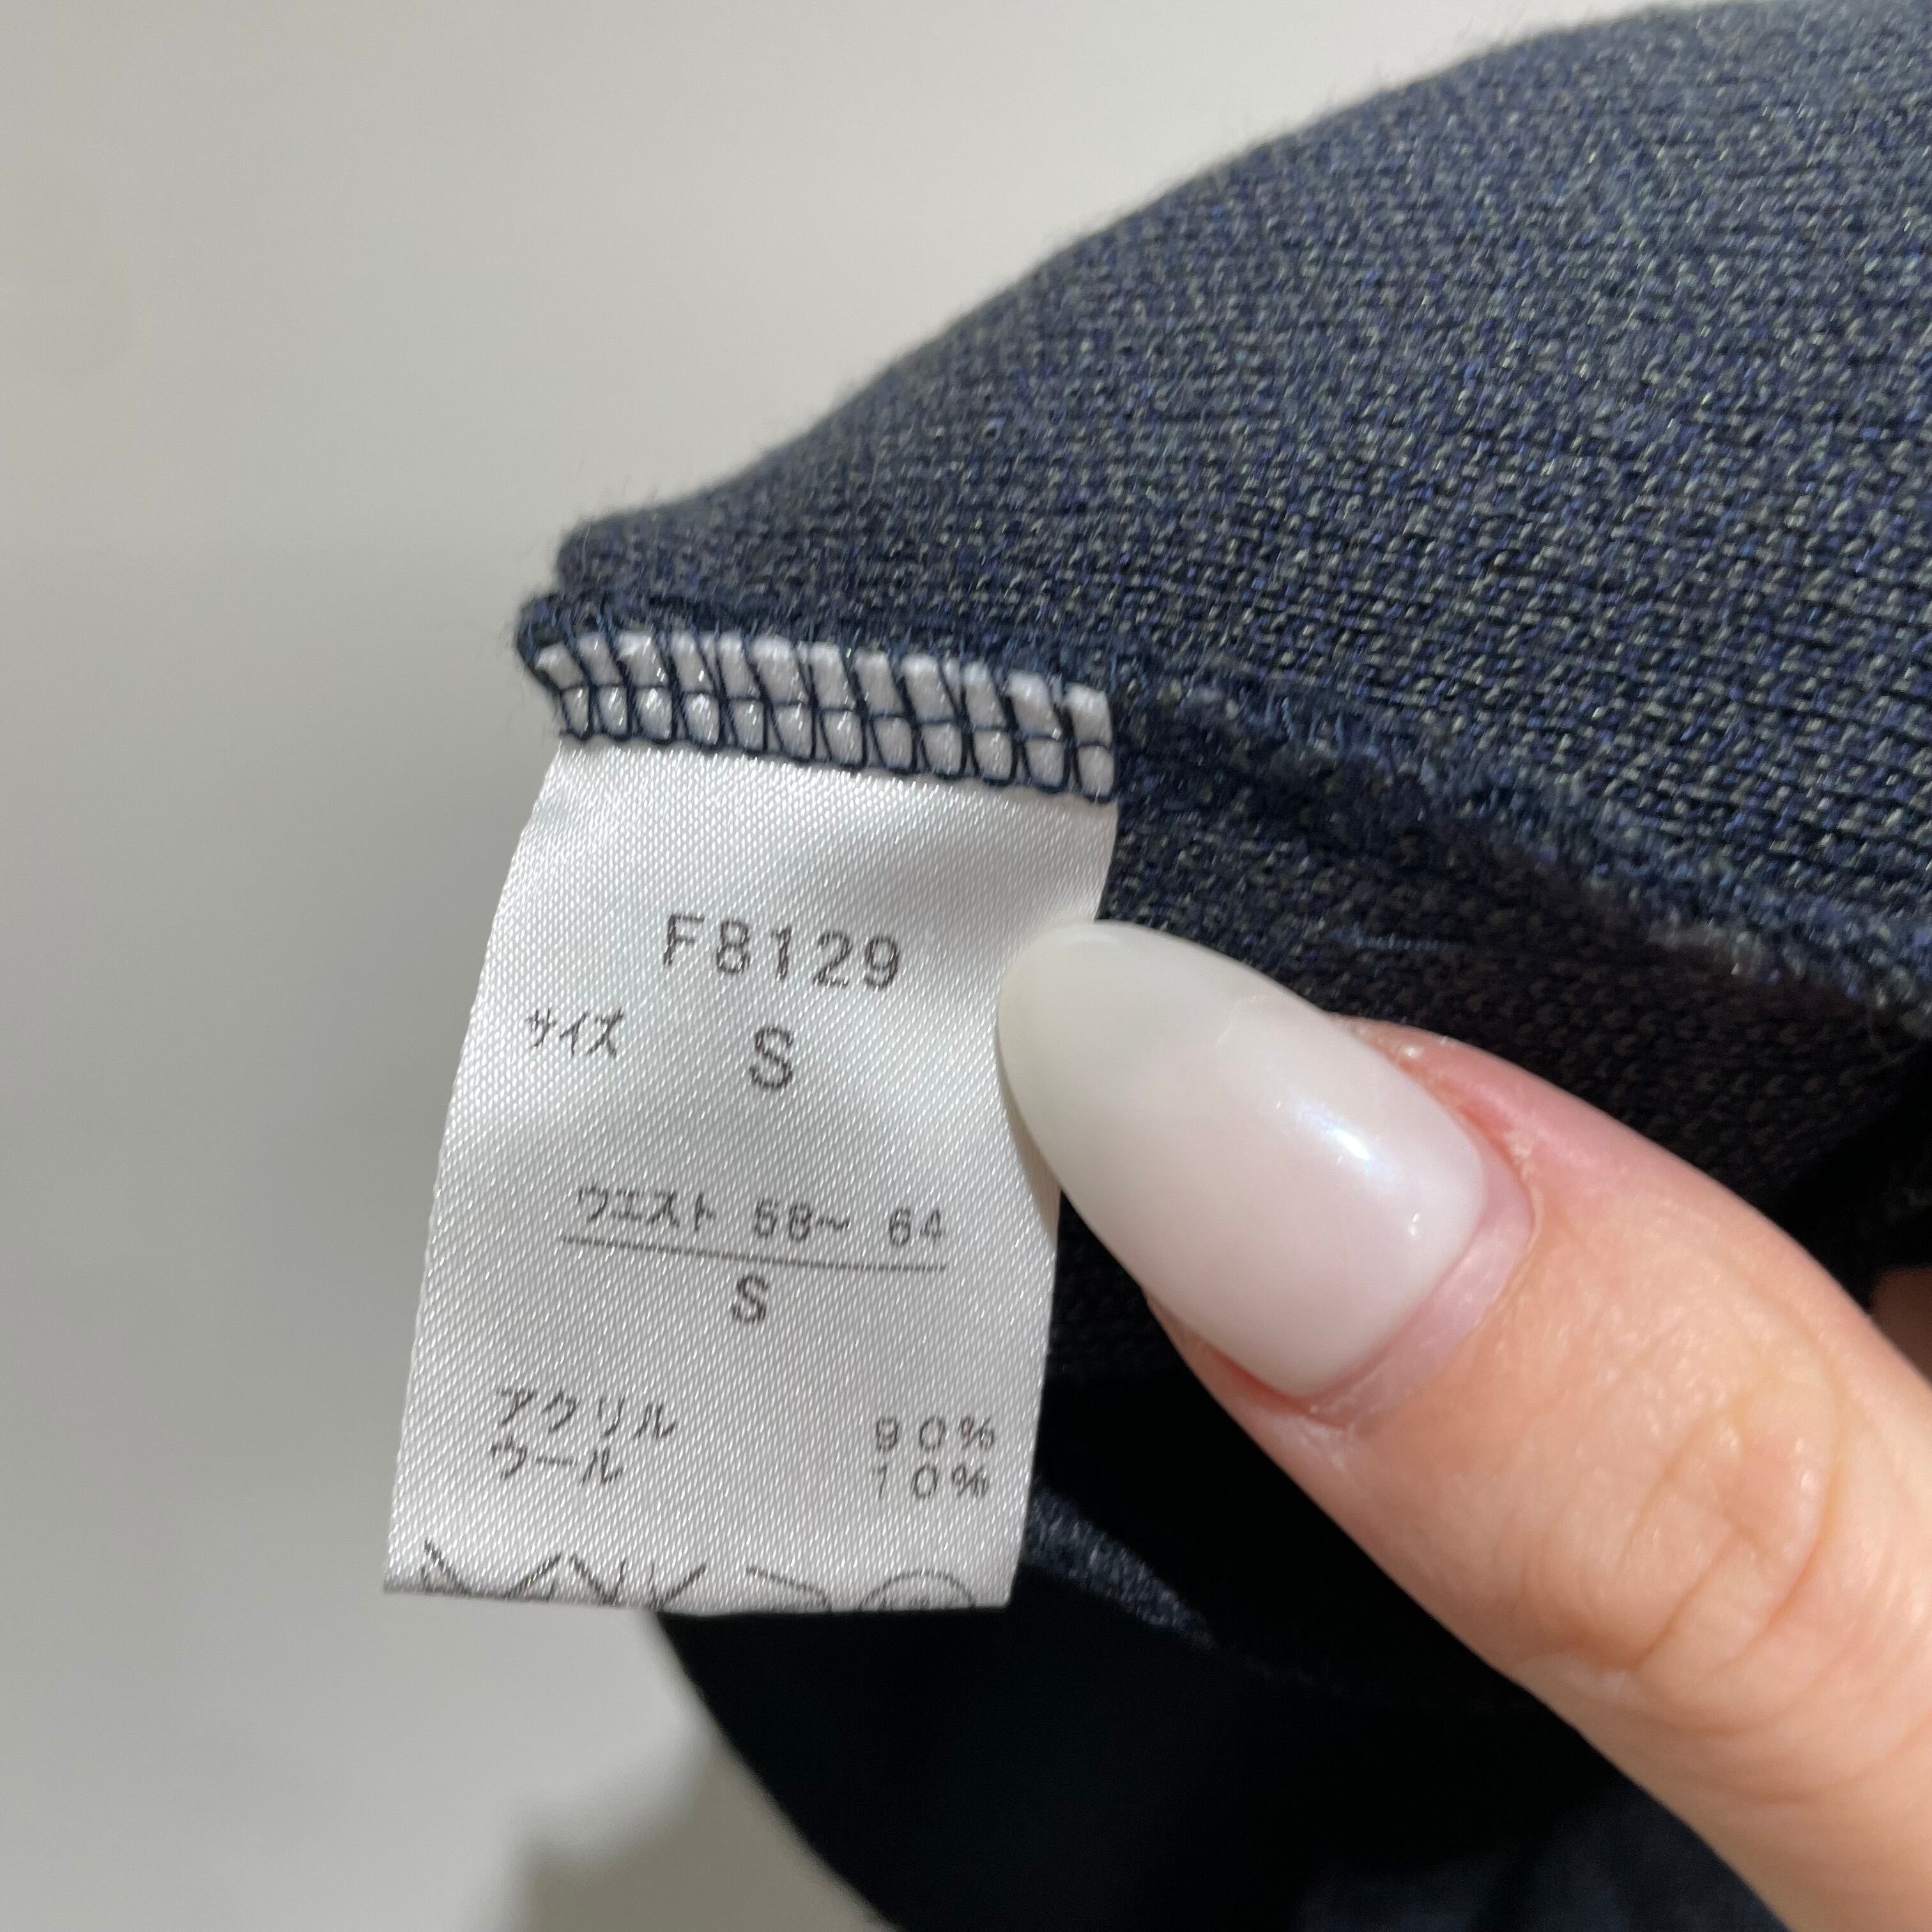 F8129
サイズ S
ウエスト 58～ 64
S
アクリル 90%
ウール 10%